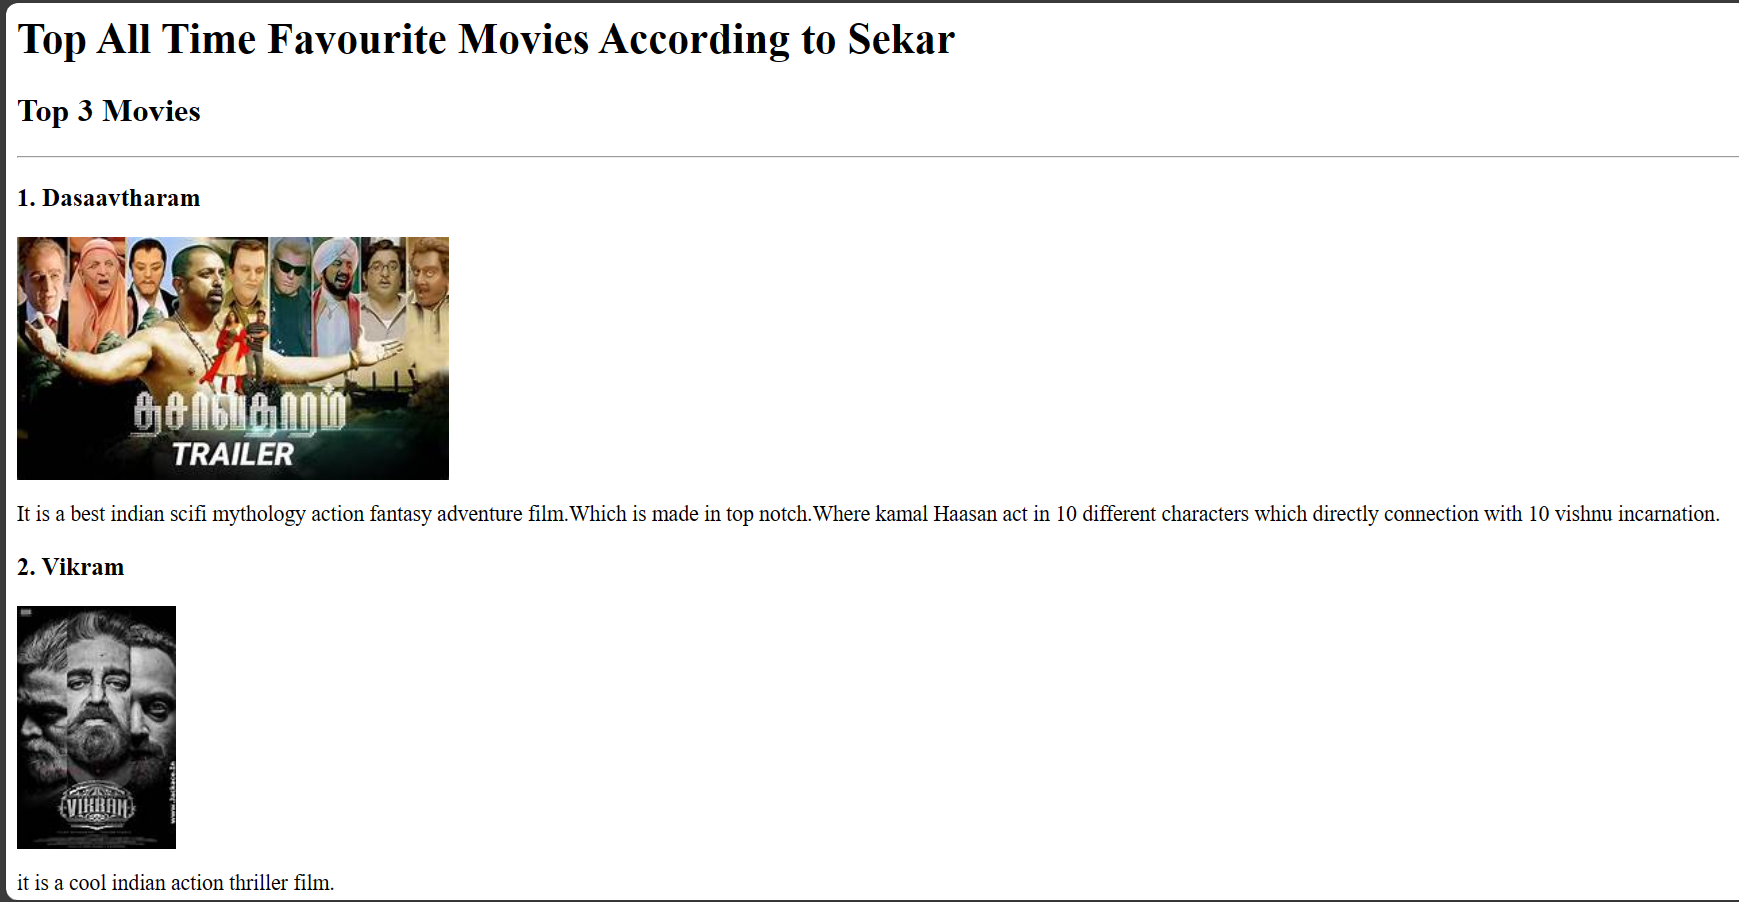 Top All Time Favourite Movies According to Sekar
Top 3 Movies
1. Dasaavtharam
தசாவதாரம்
TRAILER
It is a best indian scifi mythology action fantasy adventure film.Which is made in top notch.Where kamal Haasan act in 10 different characters which directly connection with 10 vishnu incarnation.
2. Vikram
VIKRAM
it is a cool indian action thriller film.